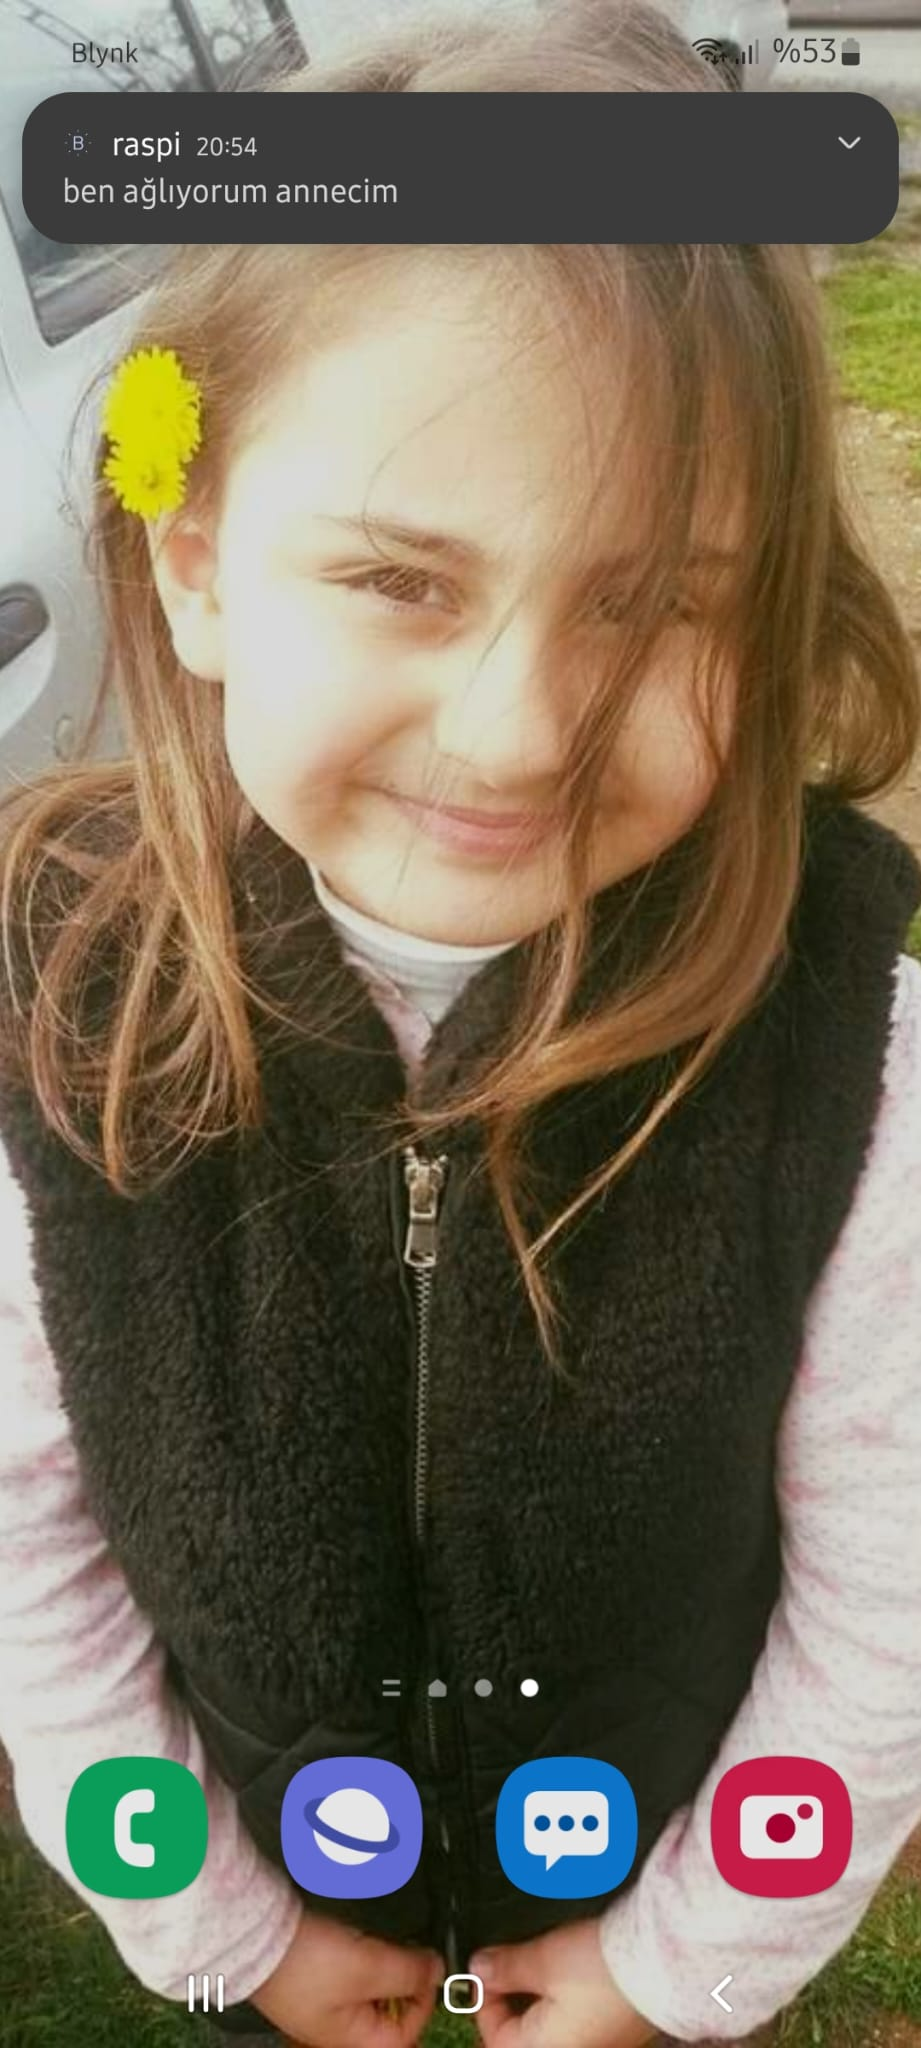 Blynk %53
B raspi 20:54
ben ağlıyorum annecim